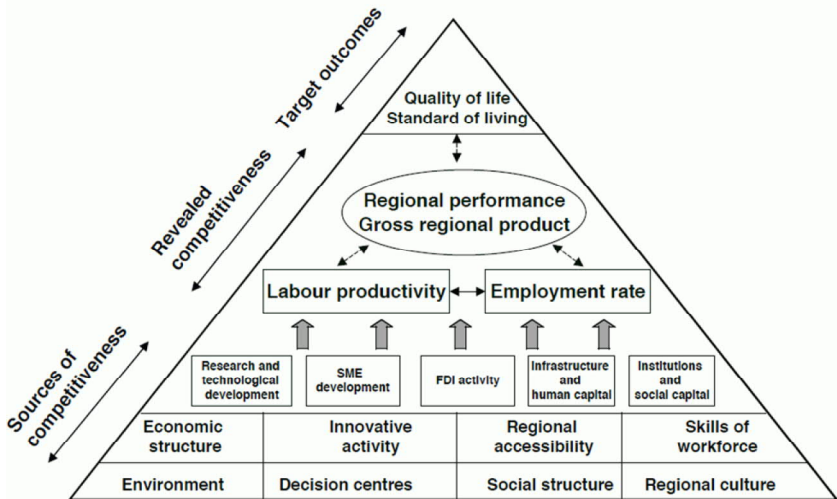 Target outcomes
Quality of life
Standard of living
Revealed
competitiveness
Regional performance
Gross regional product
Labour productivity
Employment rate
Sources of
competitiveness
Research and
technological
development
SME
development
FDI activity
Infrastructure
and
human capital
Institutions
and
social capital
Economic
structure
Innovative
activity
Regional
accessibility
Skills of
workforce
Environment
Decision centres
Social structure
Regional culture